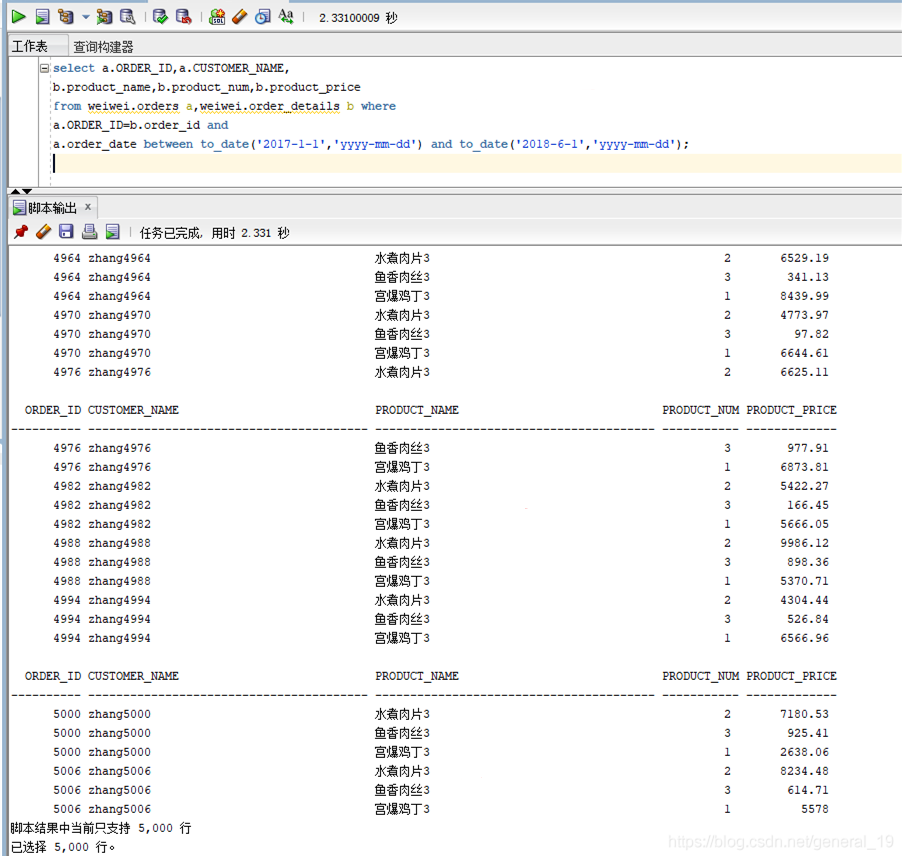 2.33100009 秒
工作表 查询构建器
select a.ORDER_ID,a.CUSTOMER_NAME,
b.product_name,b.product_num,b.product_price
from weiwei.orders a,weiwei.order_details b where
a.ORDER_ID=b.order_id and
a.order_date between to_date('2017-1-1','yyyy-mm-dd') and to_date('2018-6-1','yyyy-mm-dd');
脚本输出 x
任务已完成, 用时 2.331 秒
4964 zhang4964 水煮肉片3 2 6529.19
4964 zhang4964 鱼香肉丝3 3 341.13
4964 zhang4964 宫爆鸡丁3 1 8439.99
4970 zhang4970 水煮肉片3 2 4773.97
4970 zhang4970 鱼香肉丝3 3 97.82
4970 zhang4970 宫爆鸡丁3 1 6644.61
4976 zhang4976 水煮肉片3 2 6625.11
ORDER_ID CUSTOMER_NAME PRODUCT_NAME PRODUCT_NUM PRODUCT_PRICE
---------- -------------------------------------- -------------------------------------- ----------- -------------
4976 zhang4976 鱼香肉丝3 3 977.91
4976 zhang4976 宫爆鸡丁3 1 6873.81
4982 zhang4982 水煮肉片3 2 5422.27
4982 zhang4982 鱼香肉丝3 3 166.45
4982 zhang4982 宫爆鸡丁3 1 5666.05
4988 zhang4988 水煮肉片3 2 9986.12
4988 zhang4988 鱼香肉丝3 3 898.36
4988 zhang4988 宫爆鸡丁3 1 5370.71
4994 zhang4994 水煮肉片3 2 4304.44
4994 zhang4994 鱼香肉丝3 3 526.84
4994 zhang4994 宫爆鸡丁3 1 6566.96
ORDER_ID CUSTOMER_NAME PRODUCT_NAME PRODUCT_NUM PRODUCT_PRICE
---------- -------------------------------------- -------------------------------------- ----------- -------------
5000 zhang5000 水煮肉片3 2 7180.53
5000 zhang5000 鱼香肉丝3 3 925.41
5000 zhang5000 宫爆鸡丁3 1 2638.06
5006 zhang5006 水煮肉片3 2 8234.48
5006 zhang5006 鱼香肉丝3 3 614.71
5006 zhang5006 宫爆鸡丁3 1 5578
脚本结果中当前只支持 5,000 行
已选择 5,000 行。
https://blog.csdn.net/general_19